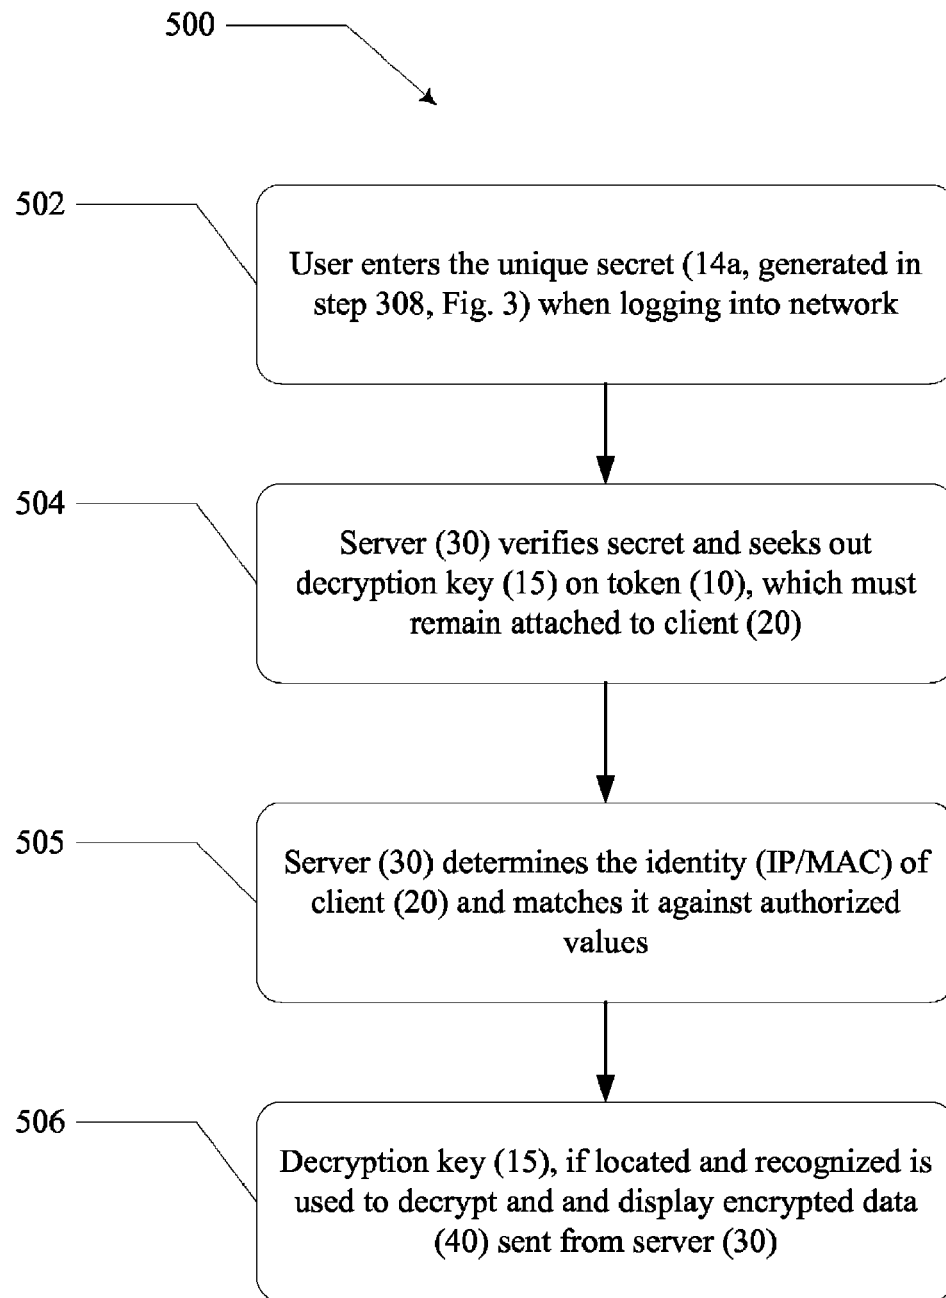 500
502
User enters the unique secret (14a, generated in
step 308, Fig. 3) when logging into network
504
Server (30) verifies secret and seeks out
decryption key (15) on token (10), which must
remain attached to client (20)
505
Server (30) determines the identity (IP/MAC) of
client (20) and matches it against authorized
values
506
Decryption key (15), if located and recognized is
used to decrypt and and display encrypted data
(40) sent from server (30)